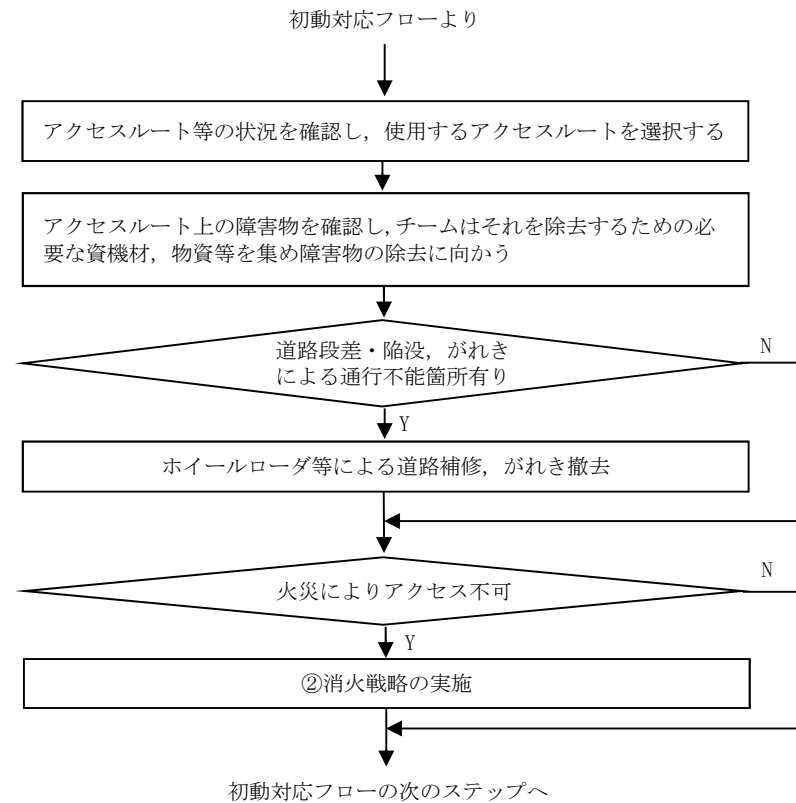 初動対応フローより
アクセスルート等の状況を確認し，使用するアクセスルートを選択する
アクセスルート上の障害物を確認し，チームはそれを除去するための必
要な資機材，物資等を集め障害物の除去に向かう
道路段差・陥没，がれき
による通行不能箇所有り
N
Y
ホイールローダ等による道路補修，がれき撤去
火災によりアクセス不可
N
Y
②消火戦略の実施
初動対応フローの次のステップへ